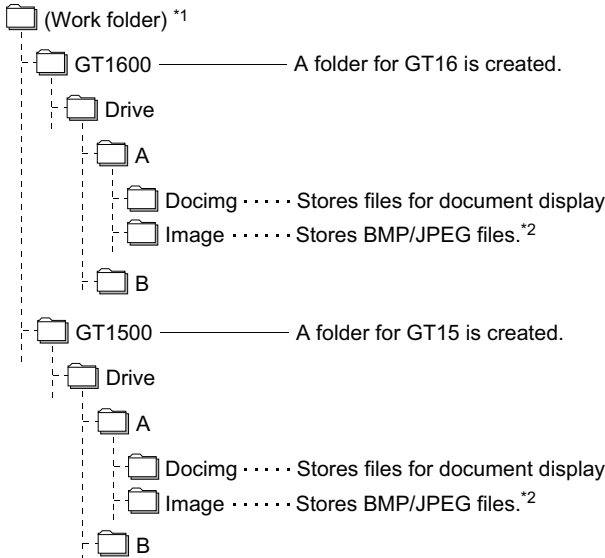 (Work folder) *1
GT1600 A folder for GT16 is created.
Drive
A
Docimg ····· Stores files for document display
Image ······ Stores BMP/JPEG files.*2
B
GT1500 A folder for GT15 is created.
Drive
A
Docimg ····· Stores files for document display
Image ······ Stores BMP/JPEG files.*2
B